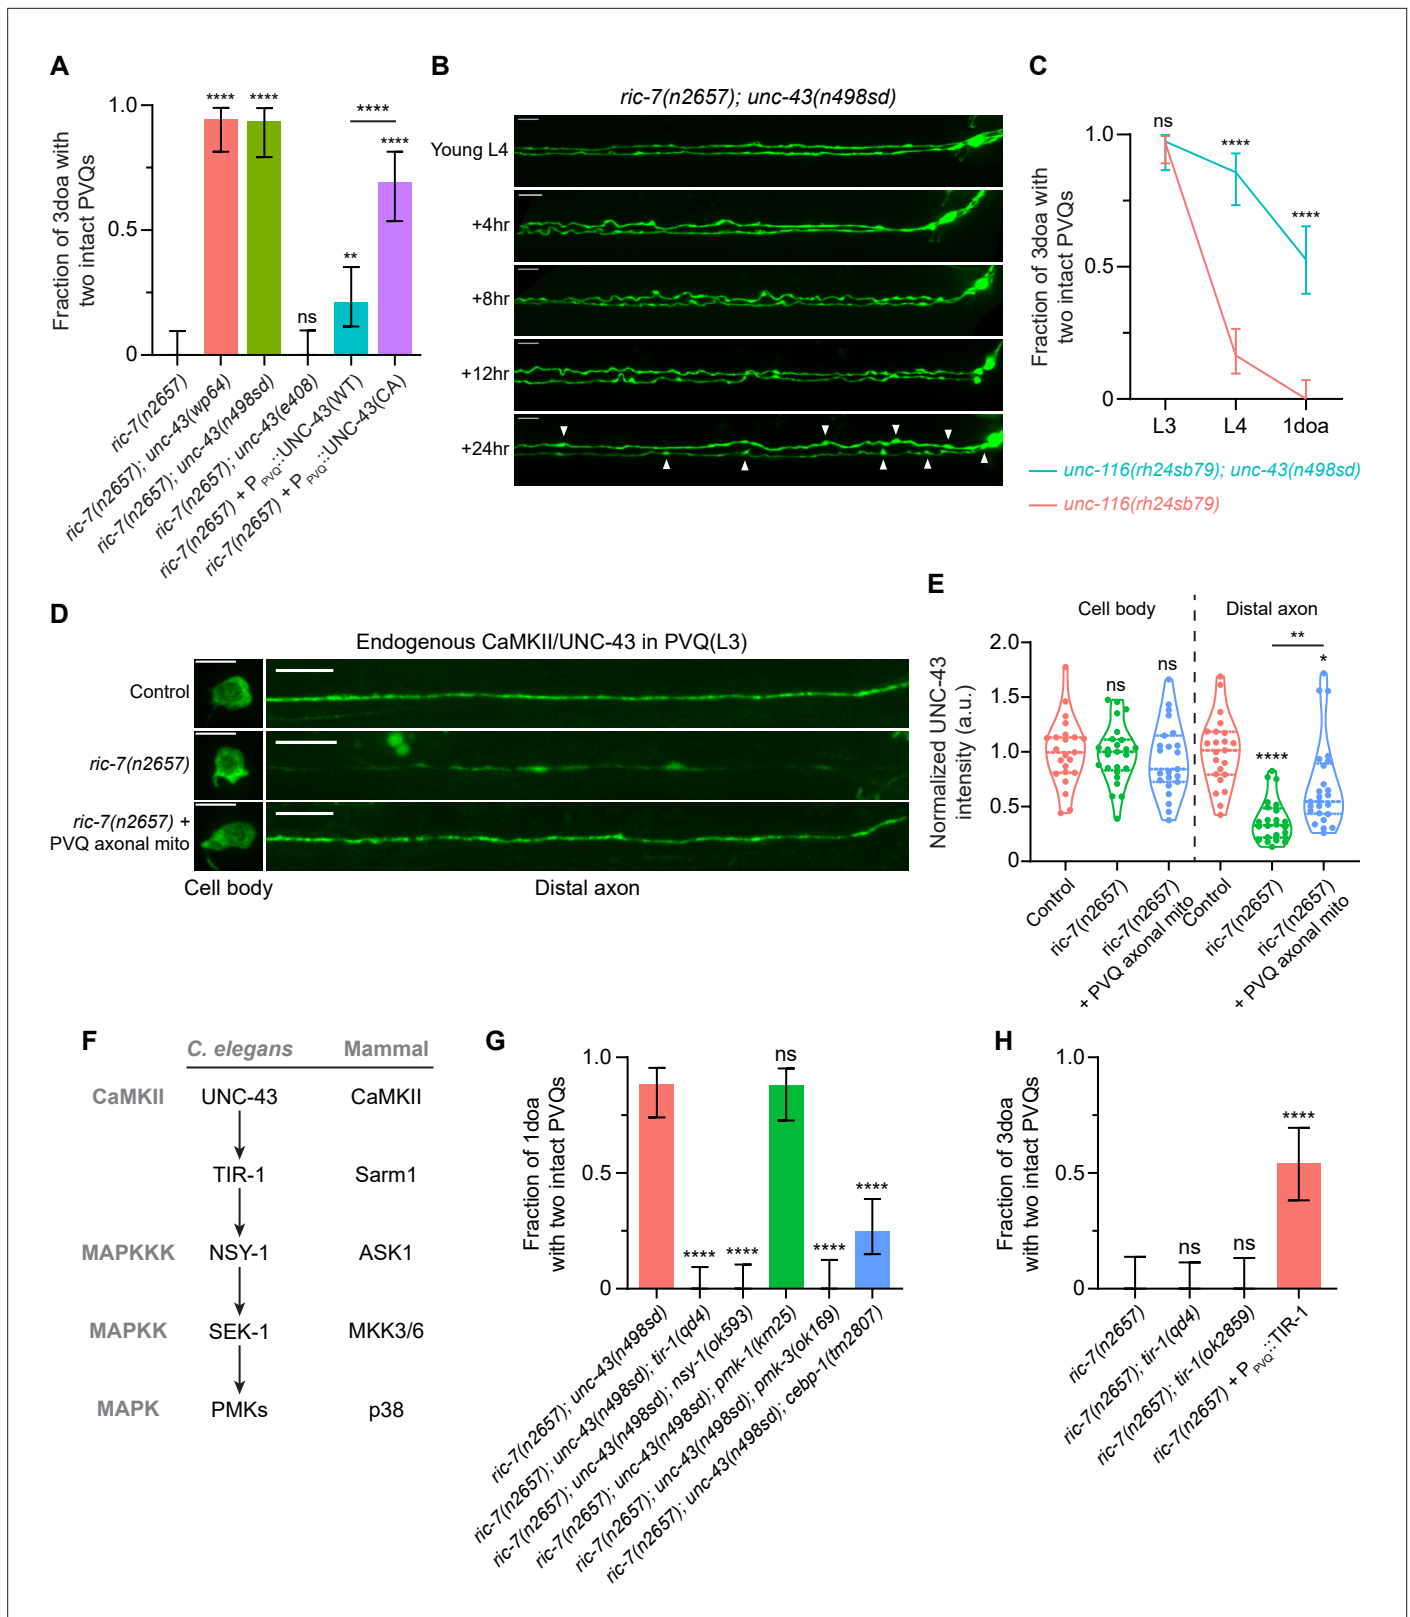 A
Fraction of 3doa with
two intact PVQs
1.0
0.5
0
****
****
ns
**
****
****
ric-7(n2657)
ric-7(n2657); unc-43(wp64)
ric-7(n2657); unc-43(n498sd)
ric-7(n2657); unc-43(e408)
ric-7(n2657) + P PVQ::UNC-43(WT)
ric-7(n2657) + P PVQ::UNC-43(CA)
B
ric-7(n2657); unc-43(n498sd)
Young L4
+4hr
+8hr
+12hr
+24hr
C
Fraction of 3doa with
two intact PVQs
1.0
0.5
0
ns
****
****
L3
L4
1doa
unc-116(rh24sb79); unc-43(n498sd)
unc-116(rh24sb79)
D
Endogenous CaMKII/UNC-43 in PVQ(L3)
Control
ric-7(n2657)
ric-7(n2657) +
PVQ axonal mito
Cell body
Distal axon
E
Cell body
Distal axon
Normalized UNC-43
intensity (a.u.)
2.0
1.5
1.0
0.5
0
ns
ns
****
**
*
Control
ric-7(n2657)
ric-7(n2657)
+ PVQ axonal mito
Control
ric-7(n2657)
ric-7(n2657)
+ PVQ axonal mito
F
C. elegans
Mammal
CaMKII
UNC-43
CaMKII
TIR-1
Sarm1
MAPKKK
NSY-1
ASK1
MAPKK
SEK-1
MKK3/6
MAPK
PMKs
p38
G
Fraction of 1doa
with two intact PVQs
1.0
0.5
0
****
****
ns
****
****
ric-7(n2657); unc-43(n498sd)
ric-7(n2657); unc-43(n498sd); tir-1(qd4)
ric-7(n2657); unc-43(n498sd); nsy-1(ok593)
ric-7(n2657); unc-43(n498sd); pmk-1(km25)
ric-7(n2657); unc-43(n498sd); pmk-3(ok169)
ric-7(n2657); unc-43(n498sd); cebp-1(tm2807)
H
Fraction of 3doa
with two intact PVQs
1.0
0.5
0
ns
ns
****
ric-7(n2657)
ric-7(n2657); tir-1(qd4)
ric-7(n2657); tir-1(ok2859)
ric-7(n2657) + P PVQ::TIR-1